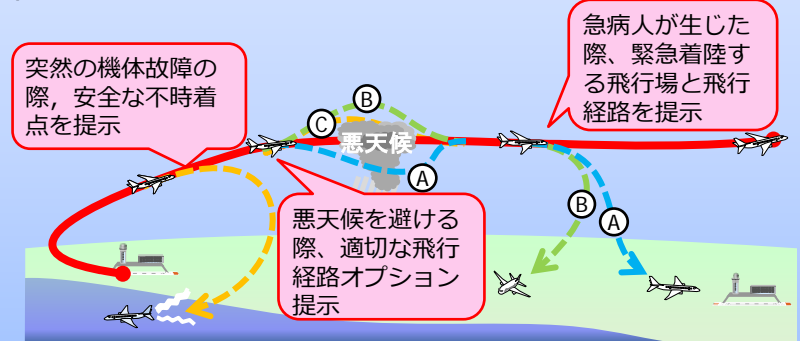 突然の機体故障の
際，安全な不時着
点を提示
急病人が生じた
際、緊急着陸す
る飛行場と飛行
経路を提示
B
C
悪天候
A
悪天候を避ける
際、適切な飛行
経路オプション
提示
B
A